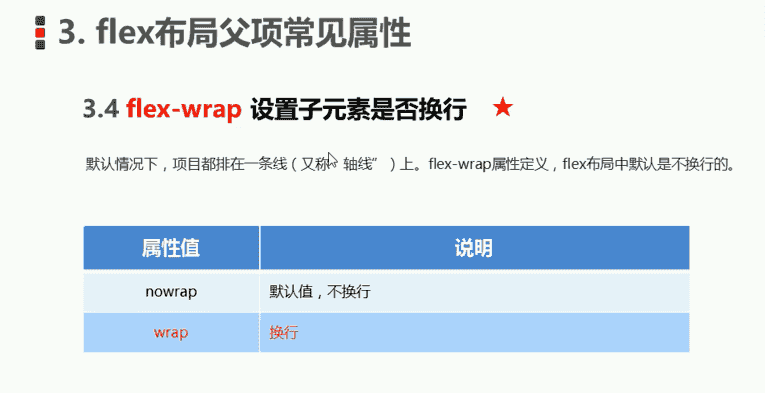 3. flex布局父项常见属性
3.4 flex-wrap 设置子元素是否换行
默认情况下，项目都排在一条线（又称”轴线”）上。flex-wrap属性定义，flex布局中默认是不换行的。
属性值 说明
nowrap 默认值，不换行
wrap 换行